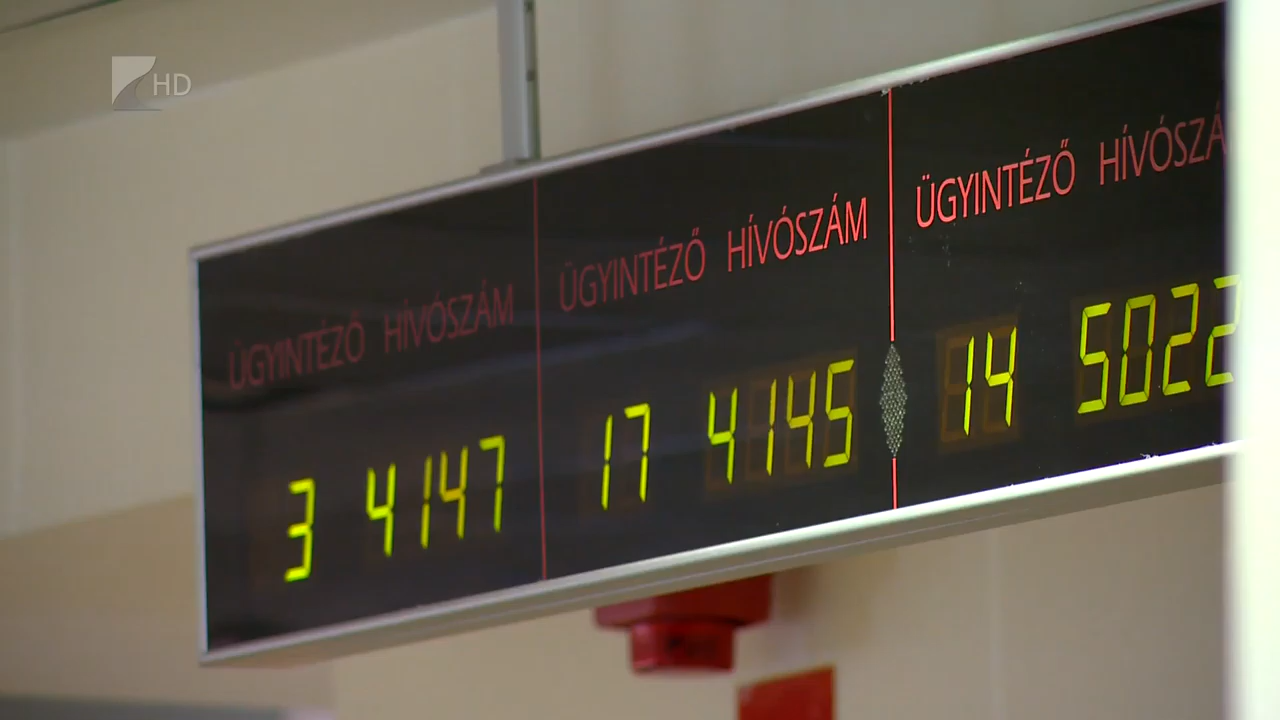 HD
ÜGYINTÉZŐ HÍVÓSZÁM
3 4147
ÜGYINTÉZŐ HÍVÓSZÁM
17 4145
ÜGYINTÉZŐ HÍVÓSZÁ
14 5022